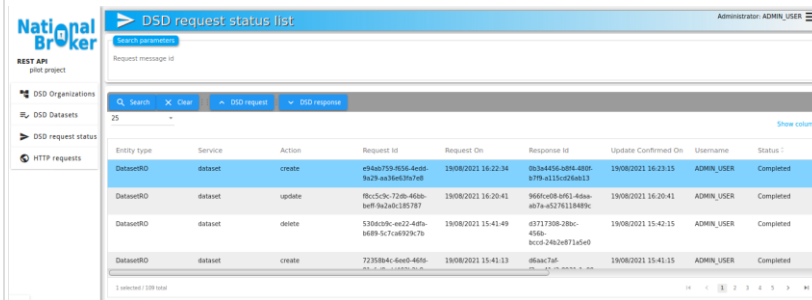 National
Broker
REST API
pilot project
DSD Organizations
DSD Datasets
DSD request status
HTTP requests
DSD request status list
Administrator: ADMIN_USER
Search parameters
Request message id
Search Clear DSD request DSD response
25
Show colum
Entity type Service Action Request Id Request On Response Id Update Confirmed On Username Status
DatasetRO dataset create e94ab759-f656-4edd- 19/08/2021 16:22:34 0b3a4456-b8f4-480f- 19/08/2021 16:23:15 ADMIN_USER Completed
9a29-aa36e63fa7e8 b7f9-a115cd26ab13
DatasetRO dataset update f8cc5c9c-72db-46bb- 19/08/2021 16:20:41 966fce08-bf61-4daa- 19/08/2021 16:20:41 ADMIN_USER Completed
beff-9a2a0c185787 ab7a-a5276118489c
DatasetRO dataset delete 530dcb9c-ee22-4dfa- 19/08/2021 15:41:49 d3717308-28bc- 19/08/2021 15:42:15 ADMIN_USER Completed
b689-5c7ca6929c7b 456b-
bccd-24b2e871a5e0
DatasetRO dataset create 72358b4c-6ee0-46fd- 19/08/2021 15:41:13 d6aac7af- 19/08/2021 15:41:15 ADMIN_USER Completed
1 selected / 109 total
1 2 3 4 5